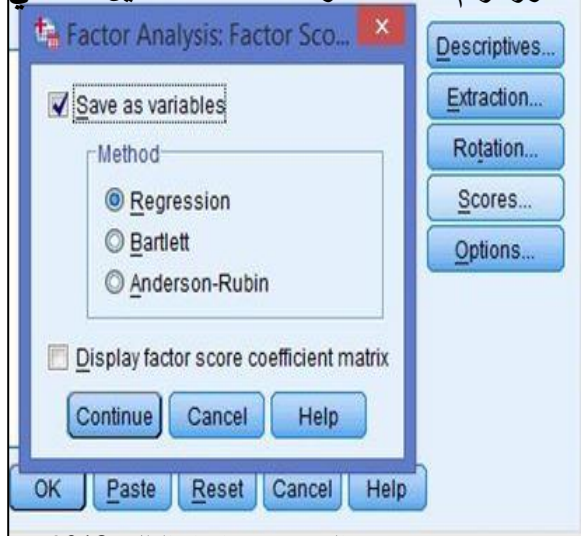 Factor Analysis: Factor Sco...
Descriptives...
Save as variables
Extraction...
Method
Rotation...
Regression
Scores...
Bartlett
Options...
Anderson-Rubin
Display factor score coefficient matrix
Continue Cancel Help
OK Paste Reset Cancel Help